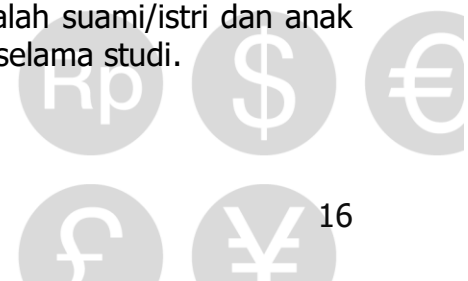 alah suami/istri dan anak
selama studi.
Rp $ €
16
£ ¥